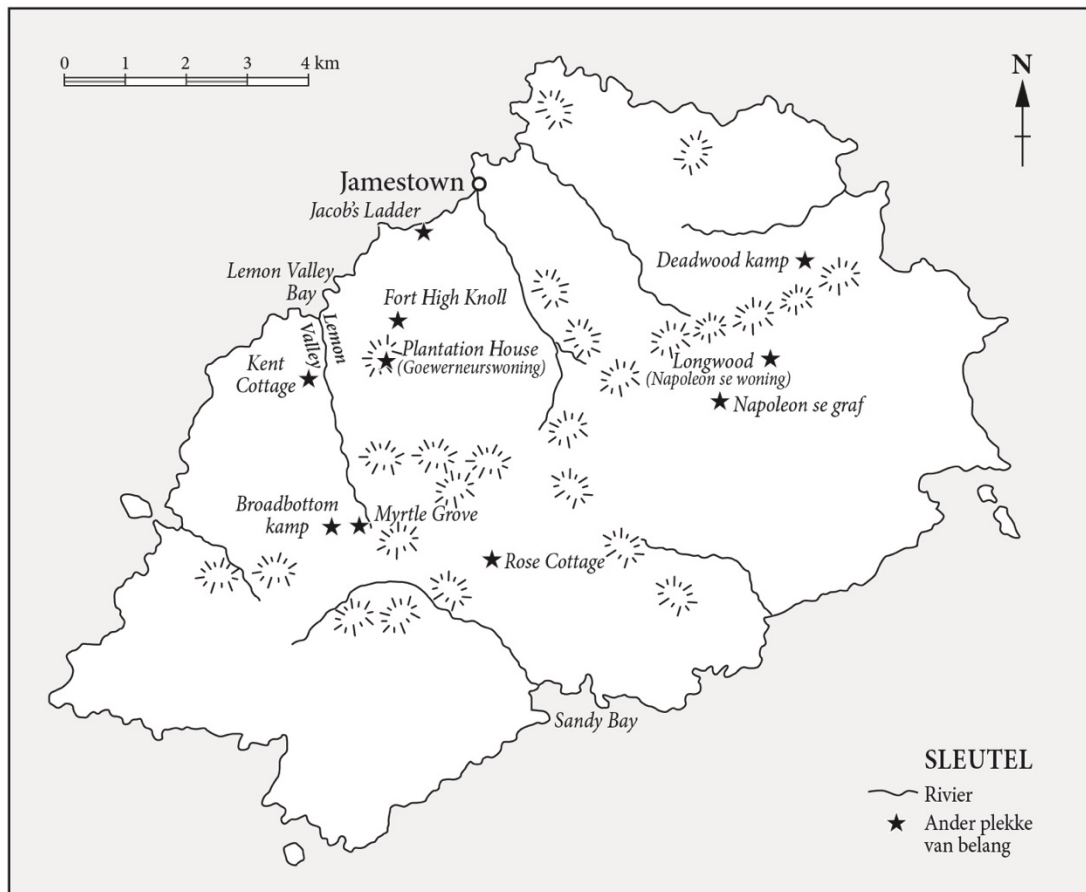 0 1 2 3 4 km
N
Jamestown
Jacob's Ladder
Lemon Valley
Bay
Lemon
Valley
Fort High Knoll
Plantation House
(Goewerneurswoning)
Kent
Cottage
Deadwood kamp
Longwood
(Napoleon se woning)
Napoleon se graf
Broadbottom
kamp
Myrtle Grove
Rose Cottage
Sandy Bay
SLEUTEL
Rivier
Ander plekke
van belang